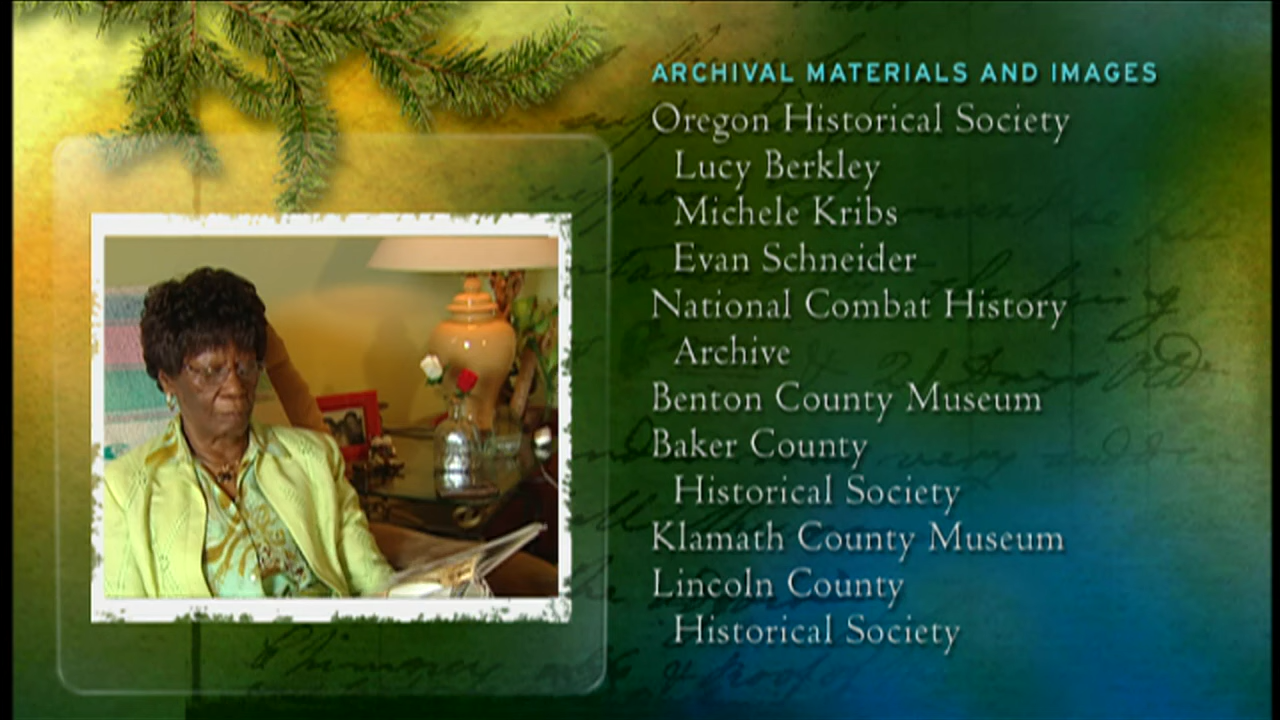 ARCHIVAL MATERIALS AND IMAGES
Oregon Historical Society
Lucy Berkley
Michele Kribs
Evan Schneider
National Combat History
Archive
Benton County Museum
Baker County
Historical Society
Klamath County Museum
Lincoln County
Historical Society